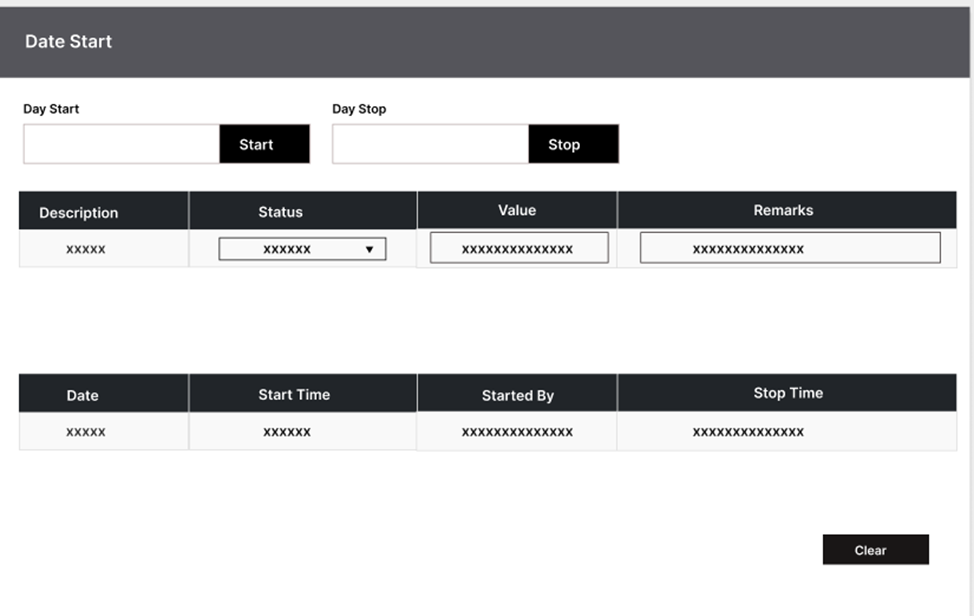 Date Start
Day Start Day Stop
Start Stop
Description Status Value Remarks
xxxxx xxxxxx xxxxxxxxxxxxxx xxxxxxxxxxxxxx
Date Start Time Started By Stop Time
xxxxx xxxxxx xxxxxxxxxxxxxx xxxxxxxxxxxxxx
Clear